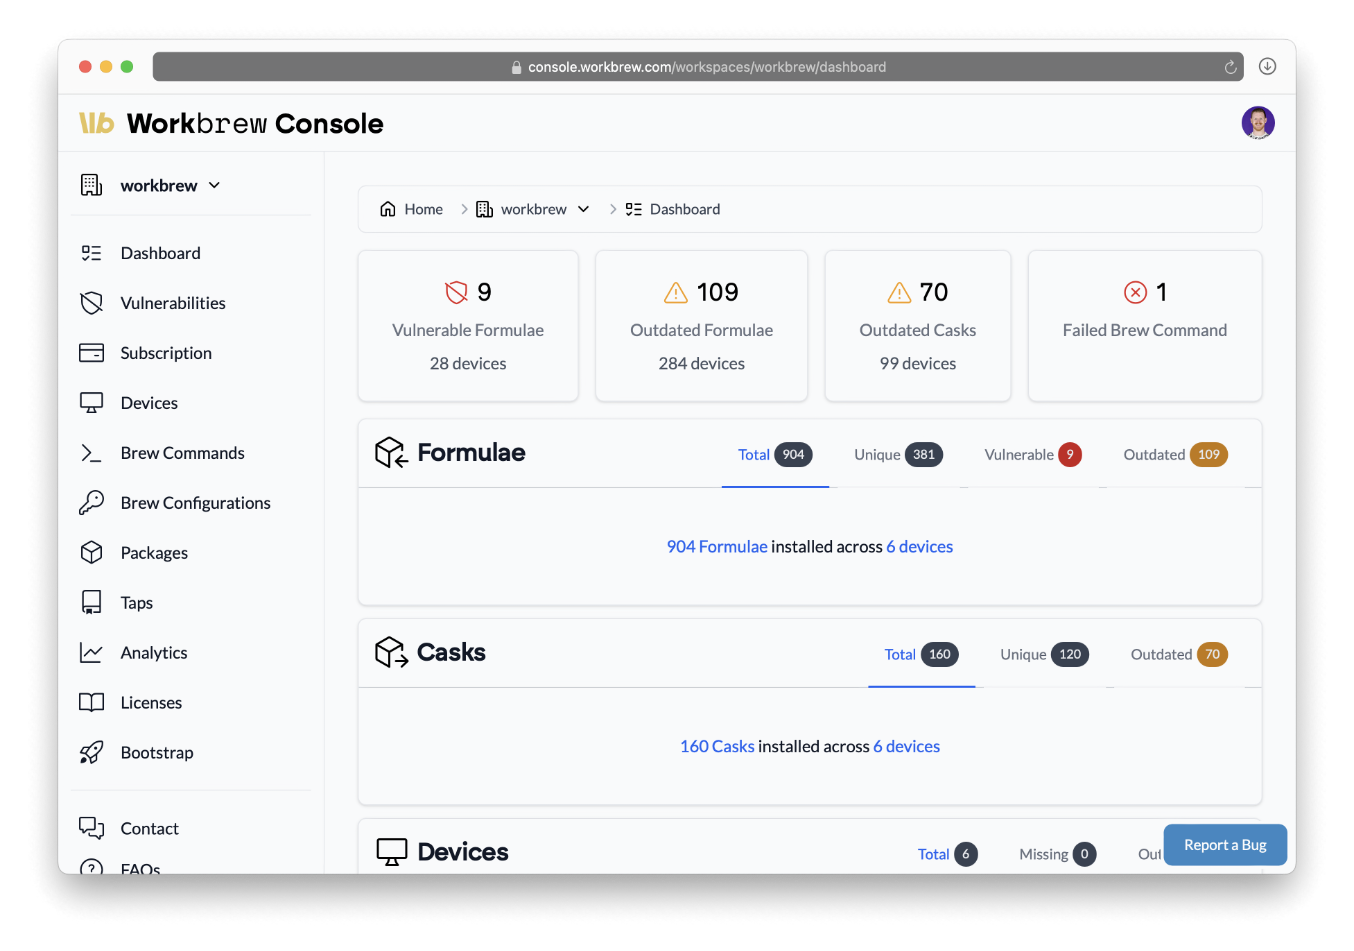 console.workbrew.com/workspaces/workbrew/dashboard
Workbrew Console
workbrew
Dashboard
Vulnerabilities
Subscription
Devices
Brew Commands
Brew Configurations
Packages
Taps
Analytics
Licenses
Bootstrap
Contact
FAQs
Home workbrew Dashboard
9
Vulnerable Formulae
28 devices
109
Outdated Formulae
284 devices
70
Outdated Casks
99 devices
1
Failed Brew Command
Formulae Total 904 Unique 381 Vulnerable 9 Outdated 109
904 Formulae installed across 6 devices
Casks Total 160 Unique 120 Outdated 70
160 Casks installed across 6 devices
Devices Total 6 Missing 0 Out
Report a Bug